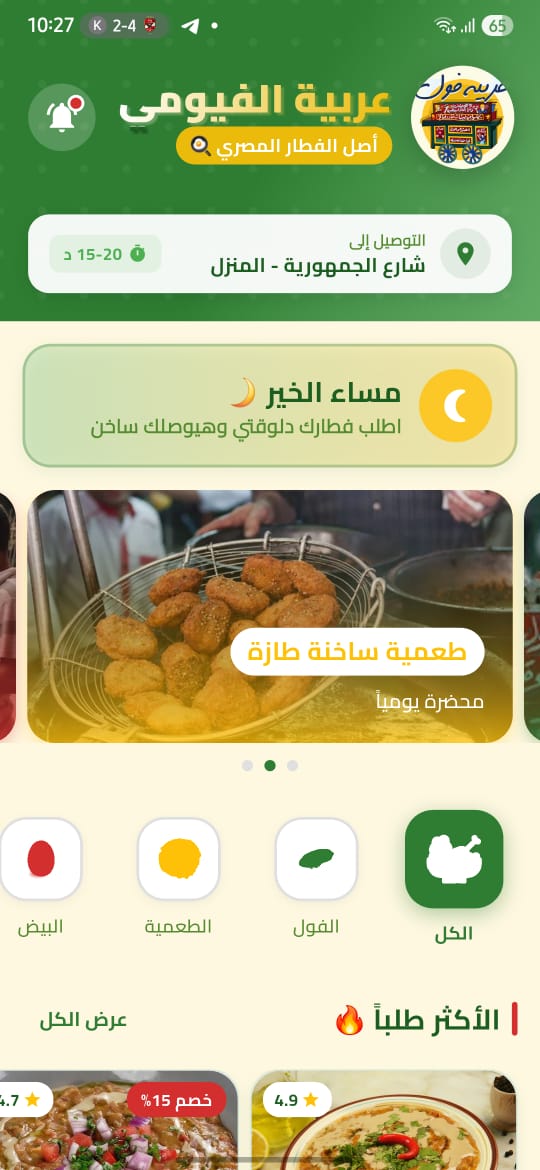 10:27
K 2-4
65
عربية الفيومي
أصل الفطار المصري
عربية فول
التوصيل إلى
شارع الجمهورية - المنزل
15-20 د
مساء الخير
اطلب فطارك دلوقتي وهيوصلك ساخن
طعمية ساخنة طازة
محضرة يومياً
الكل
الفول
الطعمية
البيض
الأكثر طلباً
عرض الكل
4.9
خصم 15%
4.7